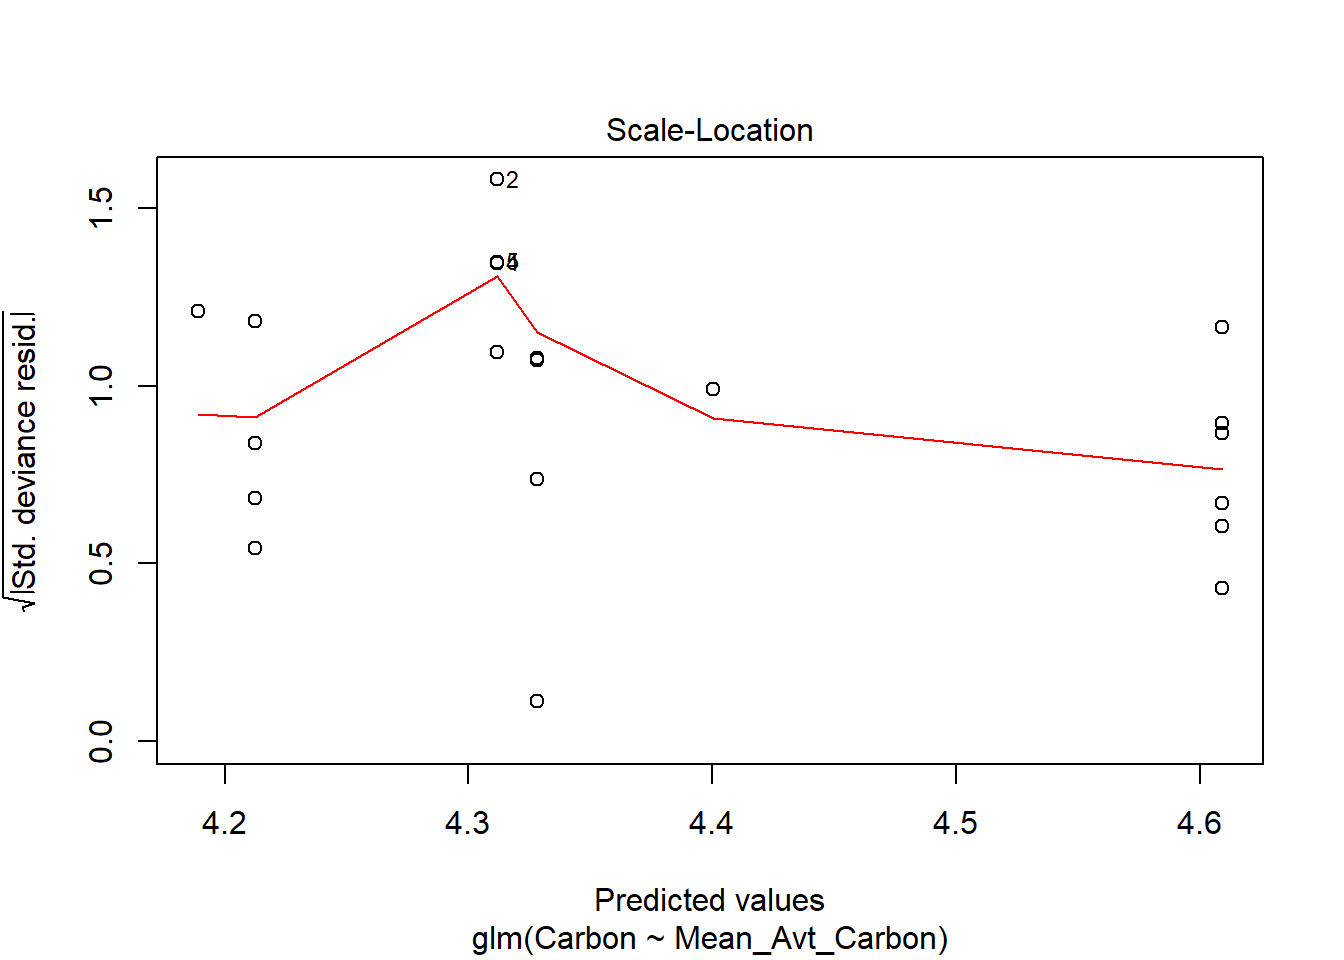 Scale-Location
√|Std. deviance resid.|
1.5
1.0
0.5
0.0
2
4.2
4.3
4.4
4.5
4.6
Predicted values
glm(Carbon ~ Mean_Avt_Carbon)